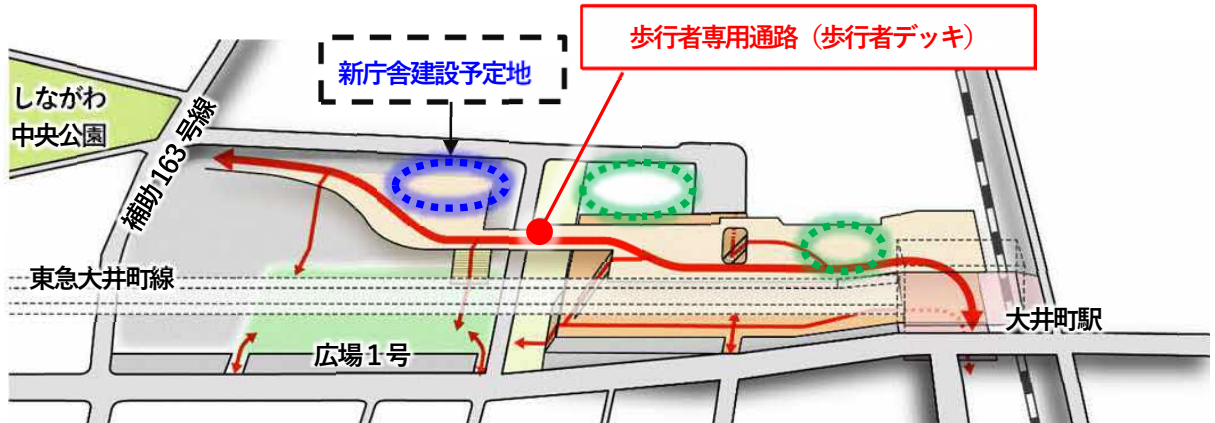 歩行者専用通路（歩行者デッキ）
新庁舎建設予定地
しながわ
中央公園
補助163号線
東急大井町線
大井町駅
広場１号